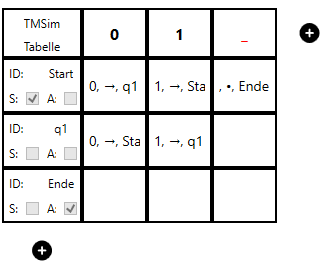 TMSim
Tabelle
0 1 _
ID: Start
S: A:
0, →, q1 1, →, Sta , •, Ende
ID: q1
S: A:
0, →, Sta 1, →, q1
ID: Ende
S: A: